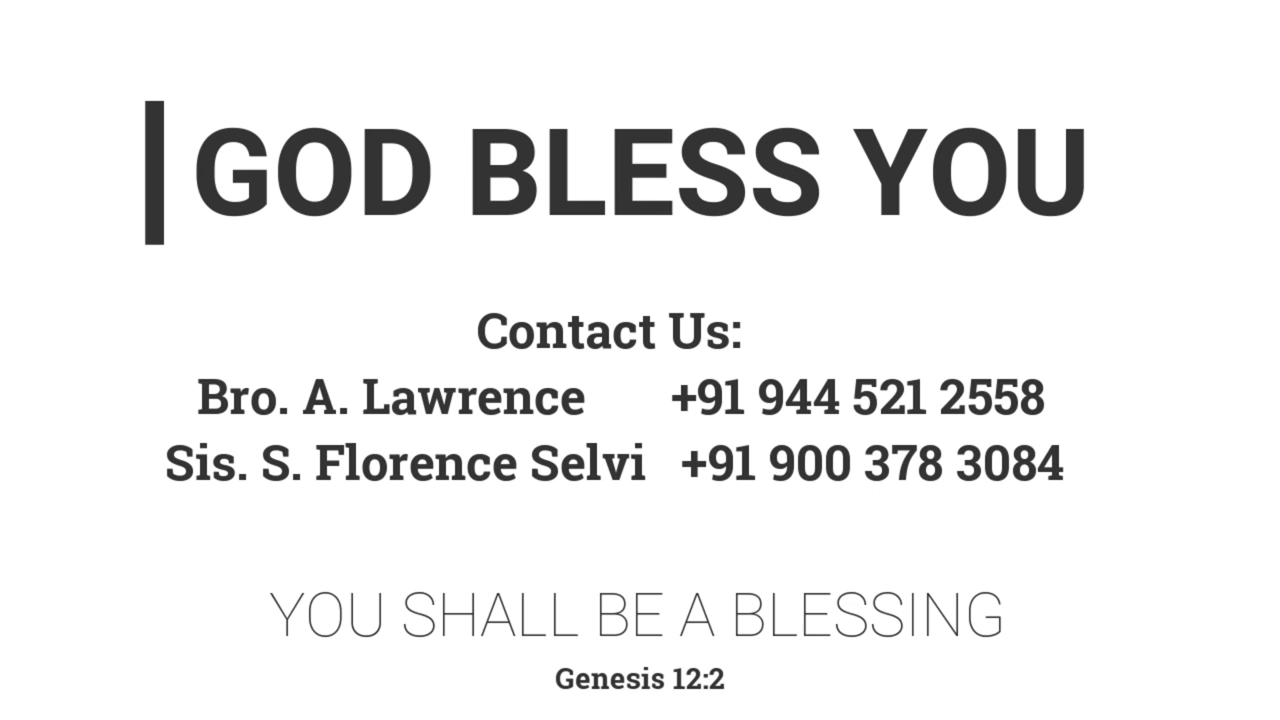 GOD BLESS YOU
Contact Us:
Bro. A. Lawrence +91 944 521 2558
Sis. S. Florence Selvi +91 900 378 3084
YOU SHALL BE A BLESSING
Genesis 12:2